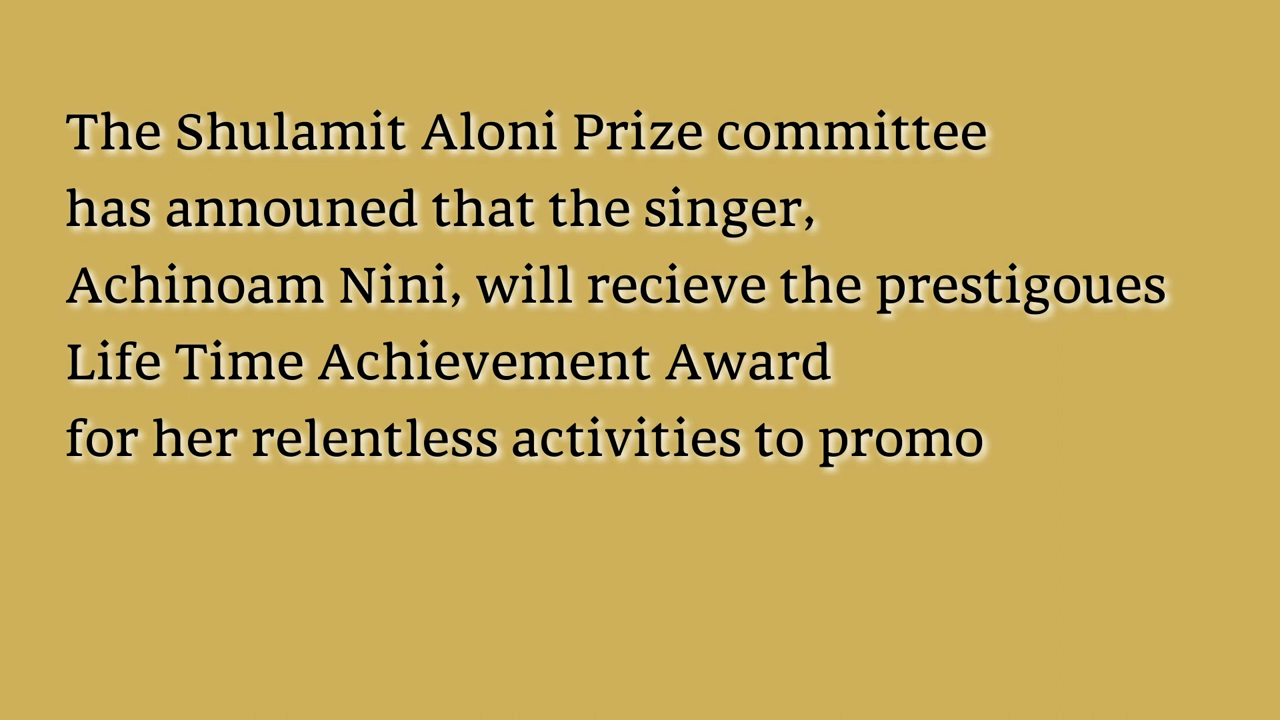 The Shulamit Aloni Prize committee
has announed that the singer,
Achinoam Nini, will recieve the prestigoues
Life Time Achievement Award
for her relentless activities to promo